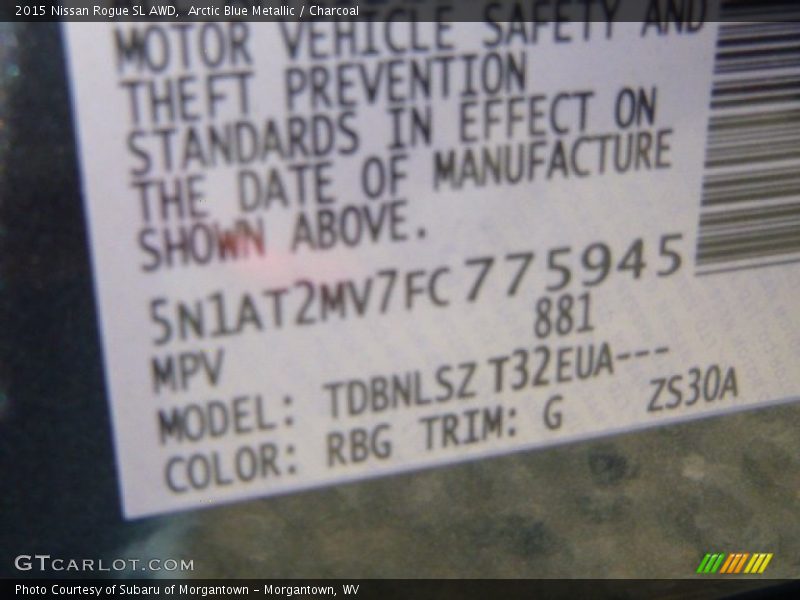 2015 Nissan Rogue SL AWD,  Arctic Blue Metallic / Charcoal
MOTOR VEHICLE SAFETY AND
THEFT PREVENTION
STANDARDS IN EFFECT ON
THE DATE OF MANUFACTURE
SHOWN ABOVE.
5N1AT2MV7FC775945
881
MPV
MODEL: TDBNLSZ T32EUA---
COLOR: RBG TRIM: G ZS30A
GTCARLOT.COM
Photo Courtesy of Subaru of Morgantown - Morgantown, WV